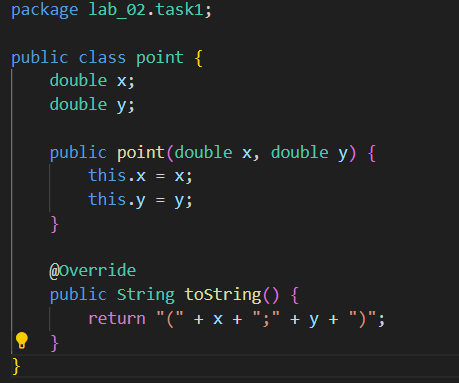 package lab_02.task1;
public class point {
    double x;
    double y;
    public point(double x, double y) {
        this.x = x;
        this.y = y;
    }
    @Override
    public String toString() {
        return "(" + x + ";" + y + ")";
    }
}